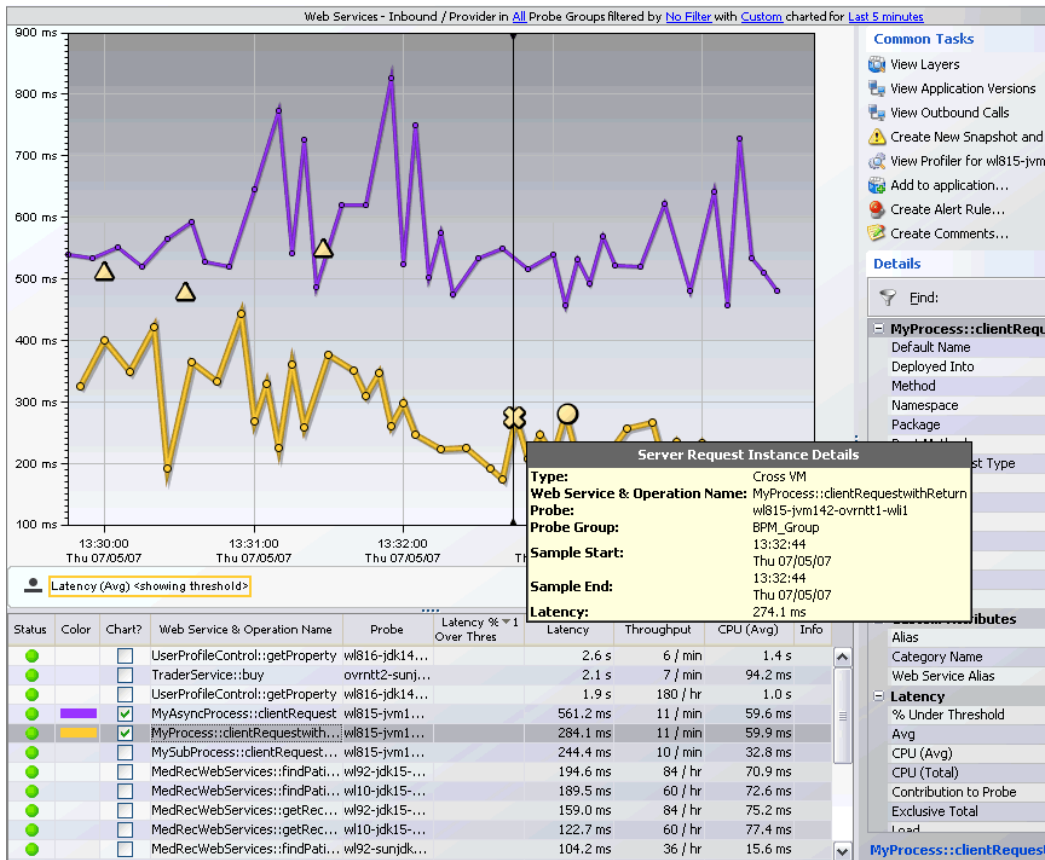 Web Services - Inbound / Provider in All Probe Groups filtered by No Filter with Custom charted for Last 5 minutes
900 ms
800 ms
700 ms
600 ms
500 ms
400 ms
300 ms
200 ms
100 ms
13:30:00
Thu 07/05/07
13:31:00
Thu 07/05/07
13:32:00
Thu 07/05/07
Common Tasks
View Layers
View Application Versions
View Outbound Calls
Create New Snapshot and
View Profiler for wl815-jvm
Add to application...
Create Alert Rule...
Create Comments...
Details
Find:
MyProcess::clientRequ
Default Name
Deployed Into
Method
Namespace
Package
st Type
Server Request Instance Details
Type: Cross VM
Web Service & Operation Name: MyProcess::clientRequestwithReturn
Probe: wl815-jvm142-ovrntt1-wli1
Probe Group: BPM_Group
Sample Start: 13:32:44
Thu 07/05/07
Sample End: 13:32:44
Thu 07/05/07
Latency: 274.1 ms
Latency (Avg) <showing threshold>
Status Color Chart? Web Service & Operation Name Probe Latency % 1 Over Thres Latency Throughput CPU (Avg) Info
UserProfileControl::getProperty wl816-jdk14... 2.6 s 6 / min 1.4 s
TraderService::buy ovrntt2-sunj... 2.1 s 7 / min 94.2 ms
UserProfileControl::getProperty wl816-jdk14... 1.9 s 180 / hr 1.0 s
MyAsyncProcess::clientRequest wl815-jvm1... 561.2 ms 11 / min 59.6 ms
MyProcess::clientRequestwith... wl815-jvm1... 284.1 ms 11 / min 59.9 ms
MySubProcess::clientRequest... wl815-jvm1... 244.4 ms 10 / min 32.8 ms
MedRecWebServices::findPati... wl92-jdk15-... 194.6 ms 84 / hr 70.9 ms
MedRecWebServices::findPati... wl10-jdk15-... 189.5 ms 60 / hr 72.6 ms
MedRecWebServices::getRec... wl92-jdk15-... 159.0 ms 84 / hr 75.2 ms
MedRecWebServices::getRec... wl10-jdk15-... 122.7 ms 60 / hr 77.4 ms
MedRecWebServices::findPati... wl92-sunjdk... 104.2 ms 36 / hr 15.6 ms
Alias
Category Name
Web Service Alias
Latency
% Under Threshold
Avg
CPU (Avg)
CPU (Total)
Contribution to Probe
Exclusive Total
Load
MyProcess::clientRequest